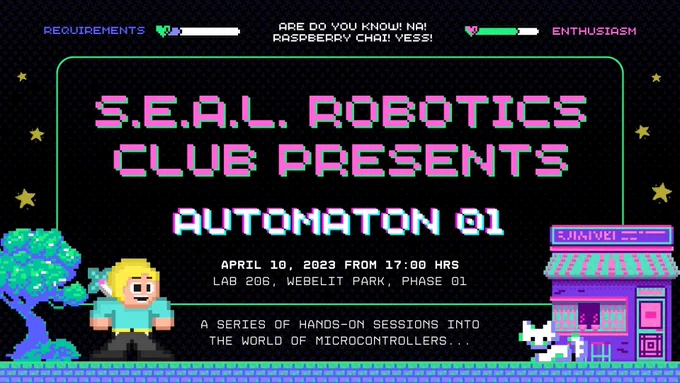 REQUIREMENTS
ARE DO YOU KNOW! NA!
RASPBERRY CHAI! YESS!
ENTHUSIASM
S.E.A.L. ROBOTICS
CLUB PRESENTS
AUTOMATON 01
APRIL 10, 2023 FROM 17:00 HRS
LAB 206, WEBELIT PARK, PHASE 01
A SERIES OF HANDS-ON SESSIONS INTO
THE WORLD OF MICROCONTROLLERS...